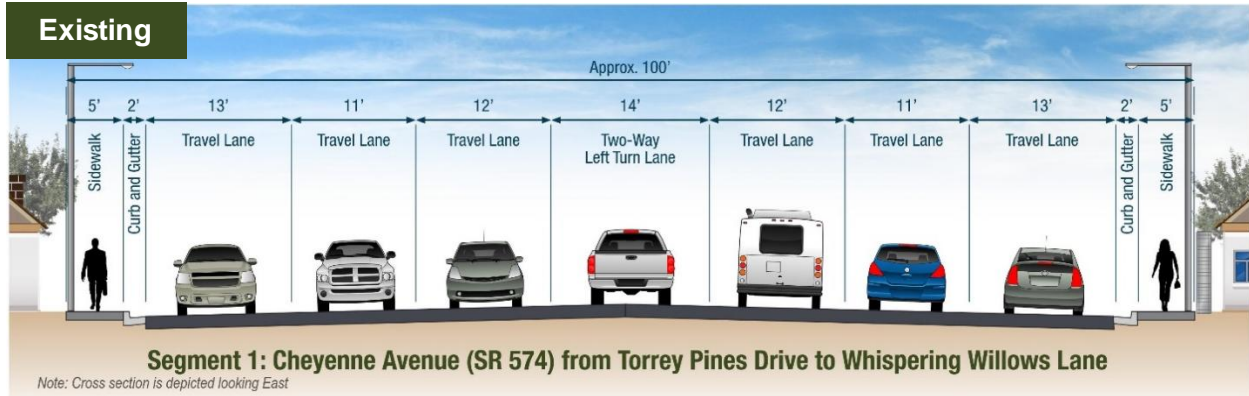 Existing
Approx. 100'
5' 2' 13' 11' 12' 14' 12' 11' 13' 2' 5'
Sidewalk
Curb and Gutter
Travel Lane
Travel Lane
Travel Lane
Two-Way
Left Turn Lane
Travel Lane
Travel Lane
Travel Lane
Curb and Gutter
Sidewalk
Segment 1: Cheyenne Avenue (SR 574) from Torrey Pines Drive to Whispering Willows Lane
Note: Cross section is depicted looking East